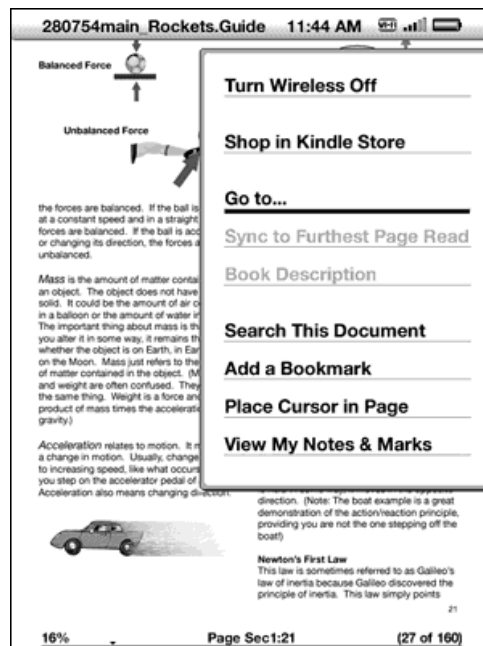 280754main_Rockets.Guide 11:44 AM
Balanced Force
Unbalanced Force
the forces are balanced. If the ball is
at a constant speed and in a straight
forces are balanced. If the ball is acc
or changing its direction, the forces a
unbalanced.
Mass is the amount of matter contai
an object. The object does not have
solid. It could be the amount of air o
in a balloon or the amount of water in
The important thing about mass is th
you alter it in some way, it remains th
whether the object is on Earth, in Ear
on the Moon. Mass just refers to the
of matter contained in the object. (M
and weight are often confused. They
the same thing. Weight is a force and
product of mass times the acceleratio
gravity.)
Acceleration relates to motion. It m
a change in motion. Usually, change
to increasing speed, like what occurs
you step on the accelerator pedal of
Acceleration also means changing direction.
Turn Wireless Off
Shop in Kindle Store
Go to...
Sync to Furthest Page Read
Book Description
Search This Document
Add a Bookmark
Place Cursor in Page
View My Notes & Marks
direction. (Note: The boat example is a great
demonstration of the action/reaction principle,
providing you are not the one stepping off the
boat!)
Newton's First Law
This law is sometimes referred to as Galileo's
law of inertia because Galileo discovered the
principle of inertia. This law simply points
21
16% Page Sec1:21 (27 of 160)